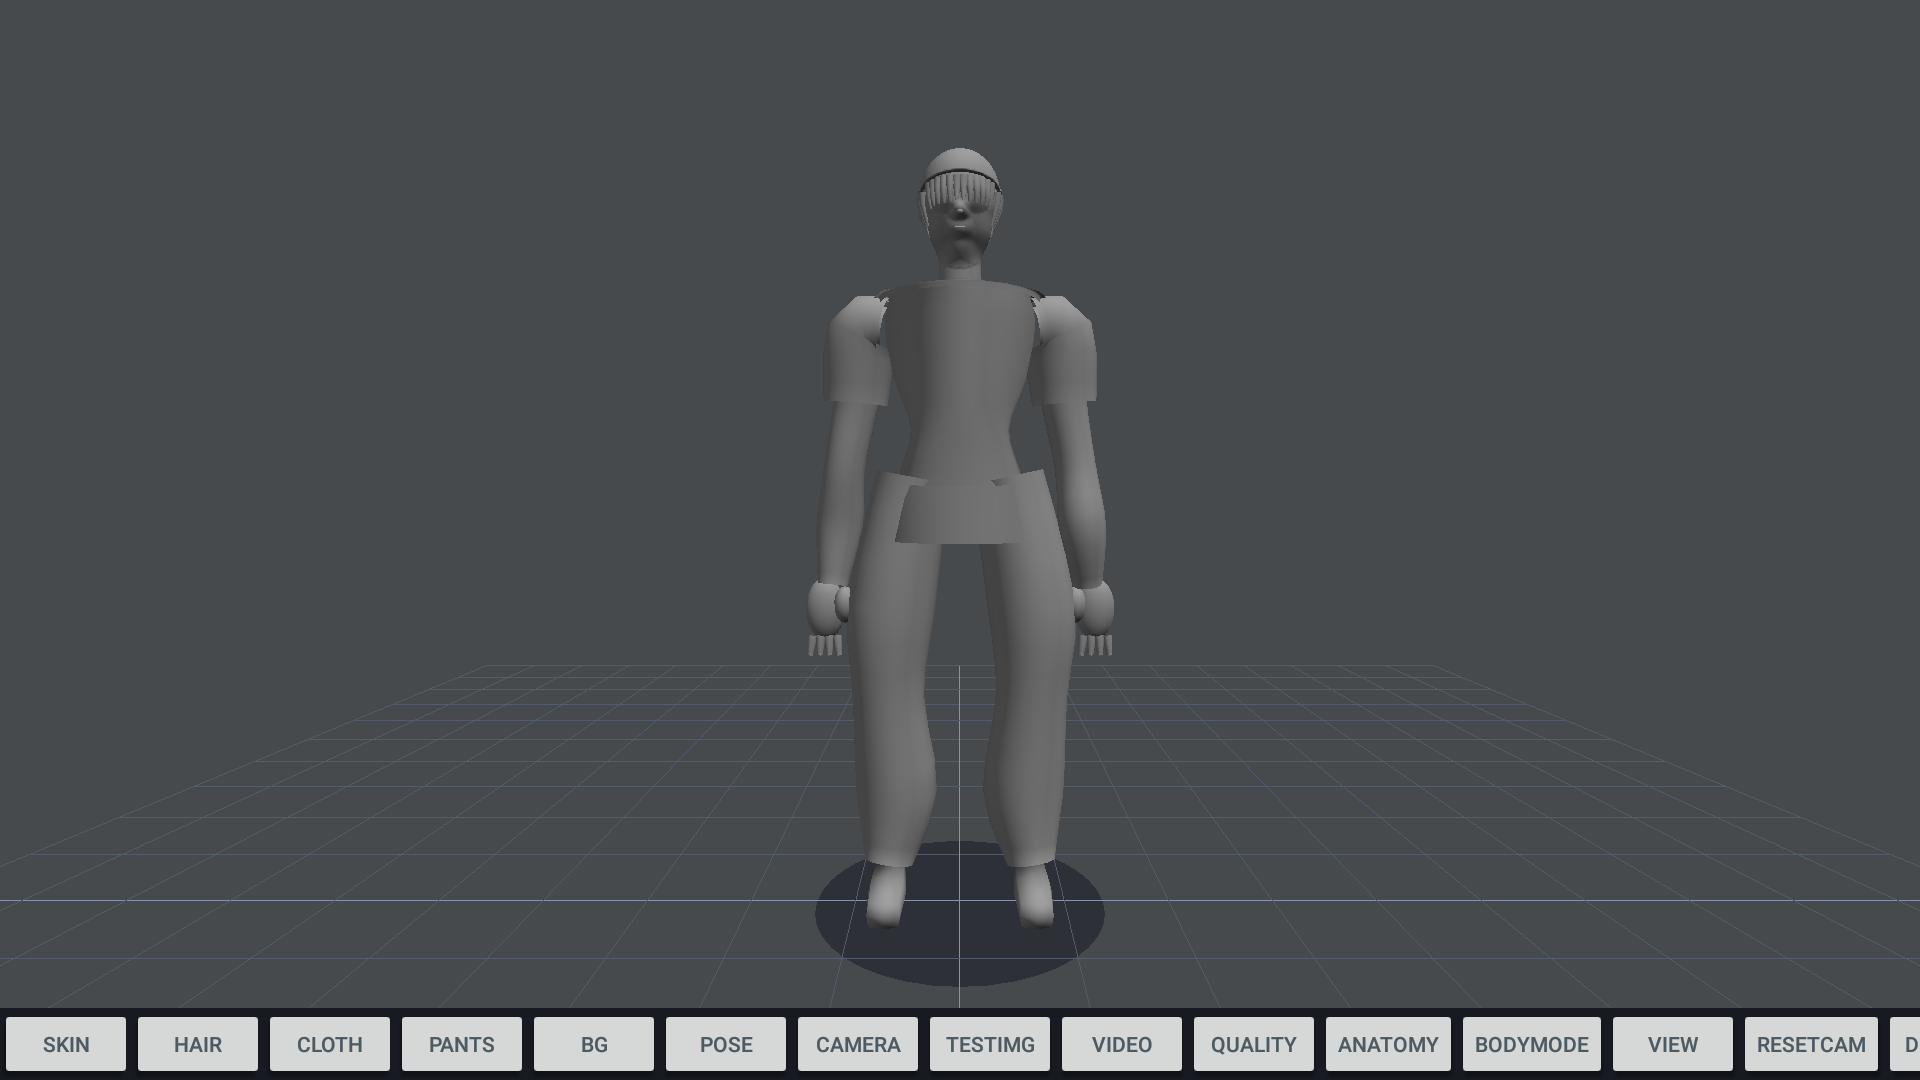 SKIN
HAIR
CLOTH
PANTS
BG
POSE
CAMERA
TESTIMG
VIDEO
QUALITY
ANATOMY
BODYMODE
VIEW
RESETCAM